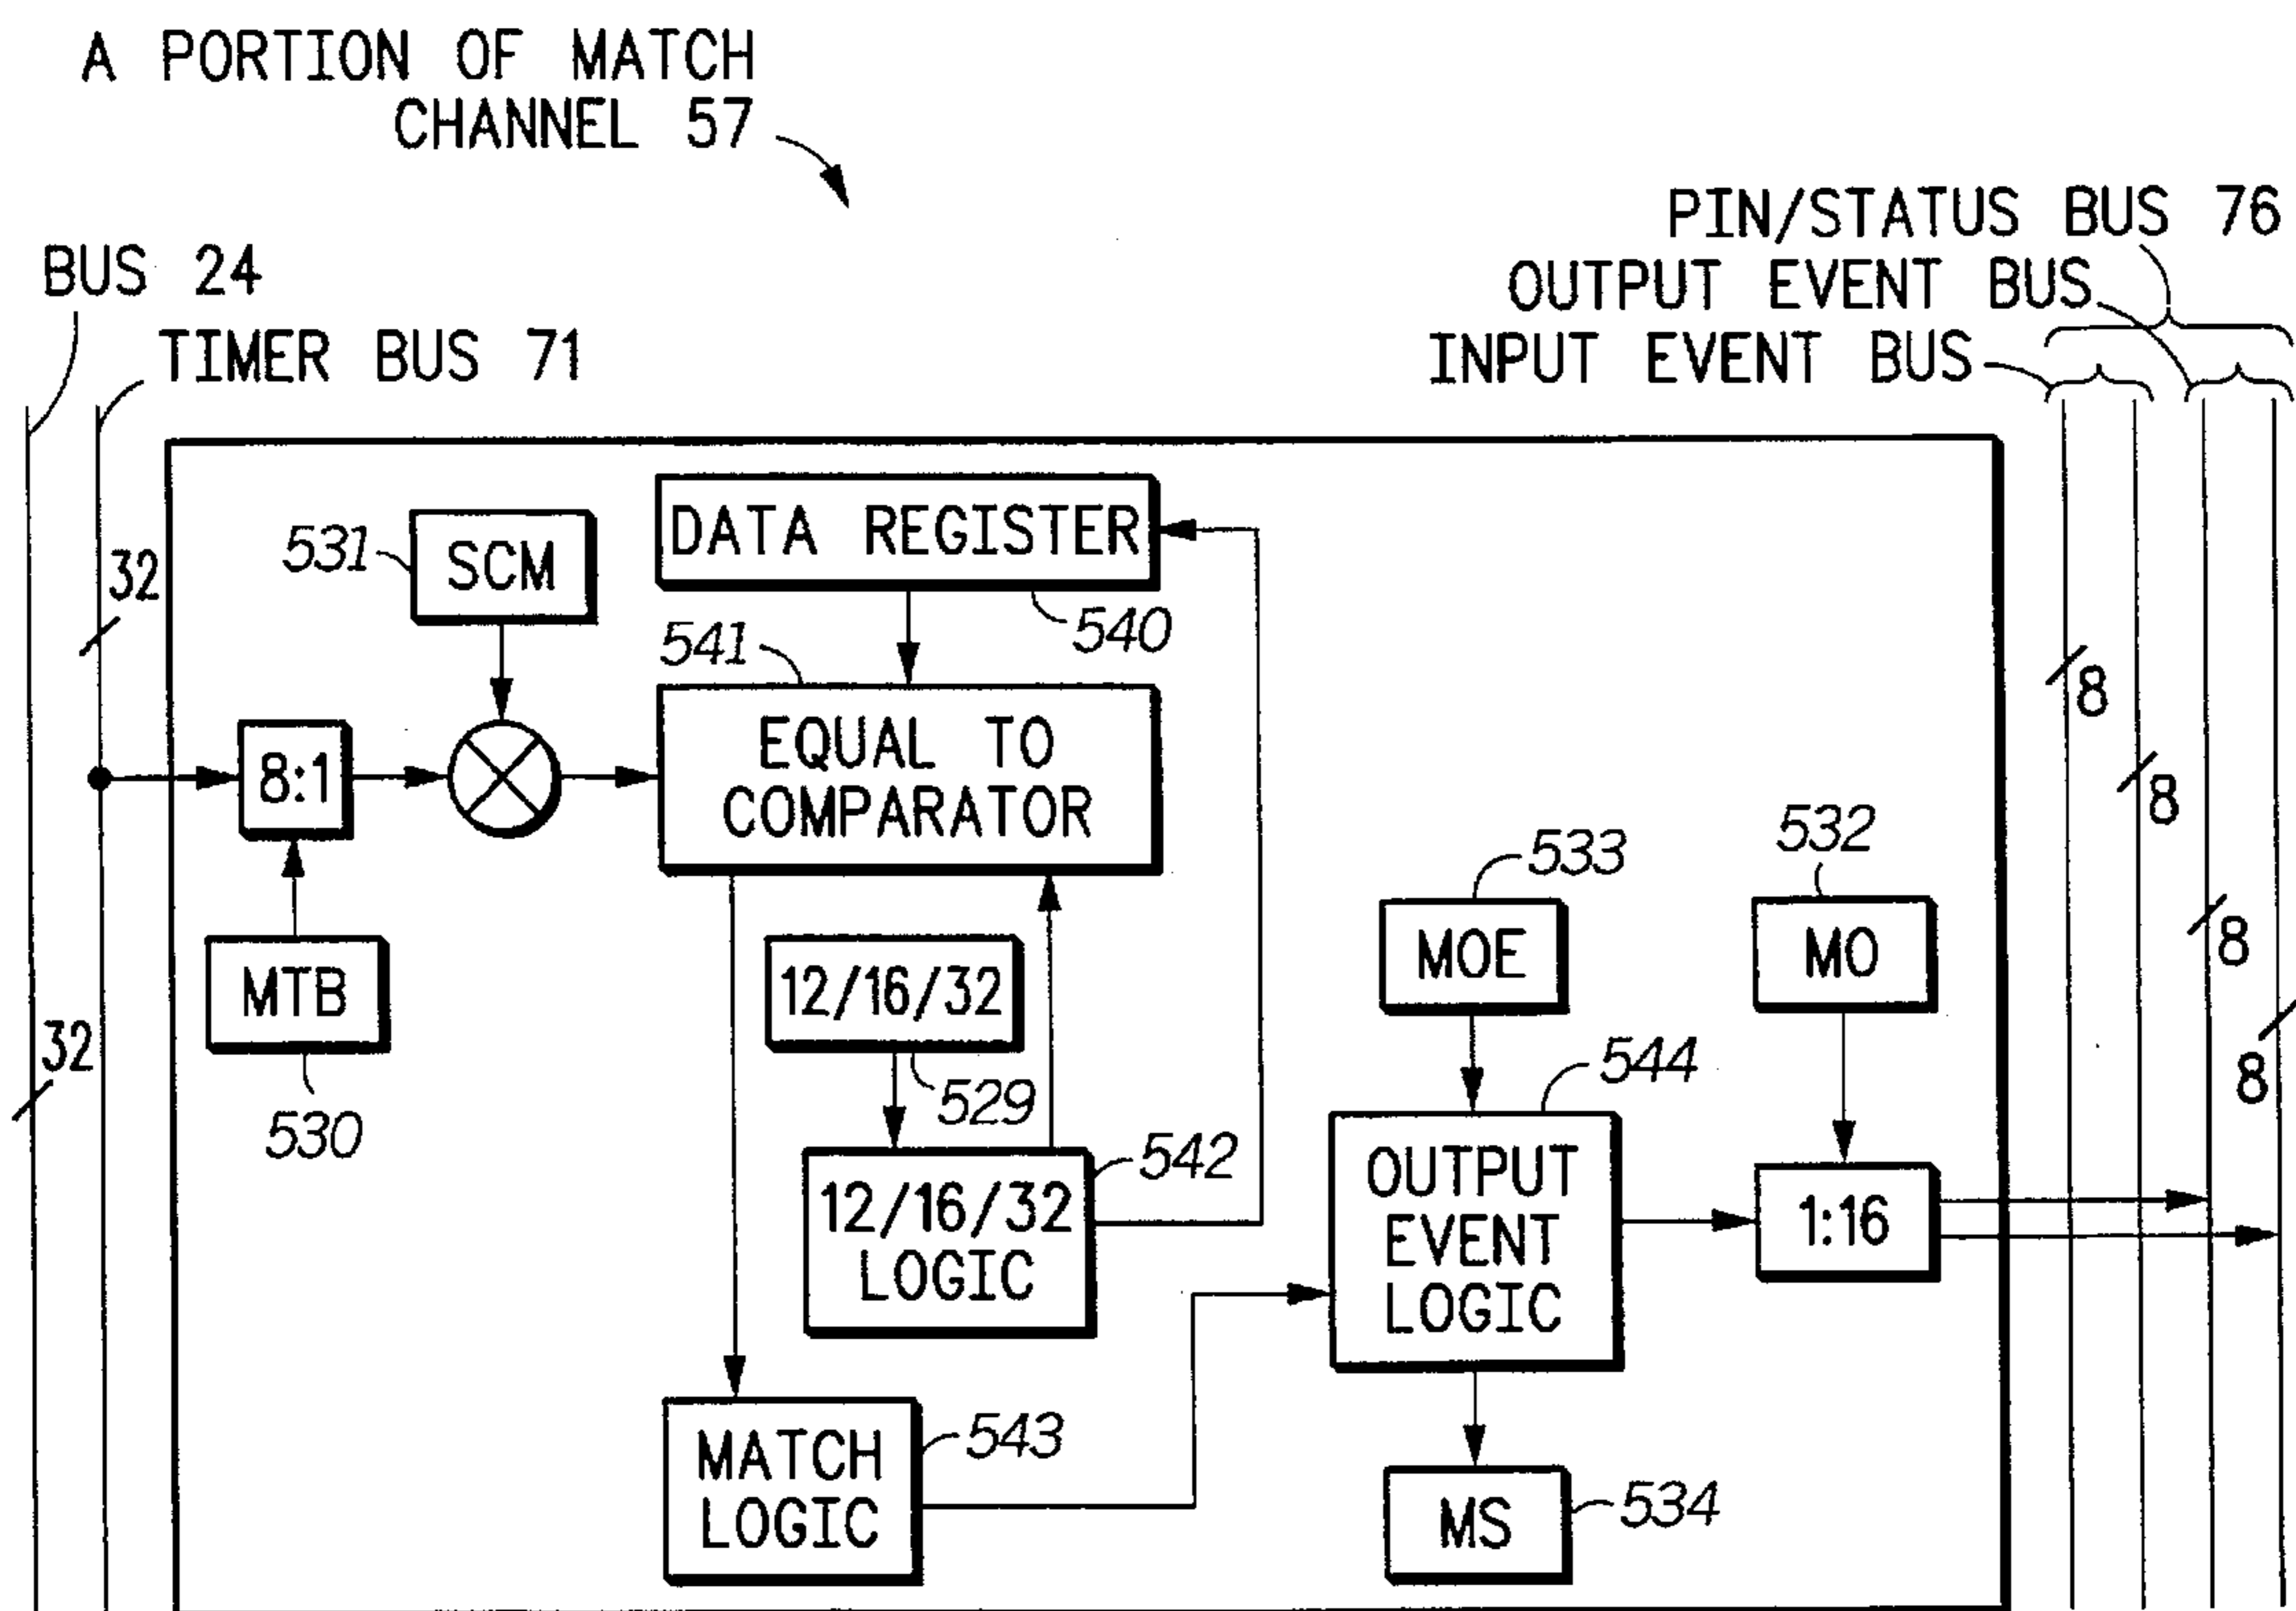 A PORTION OF MATCH
CHANNEL 57
PIN/STATUS BUS 76
BUS 24
OUTPUT EVENT BUS
TIMER BUS 71
INPUT EVENT BUS
531
SCM
DATA REGISTER
32
540
541
8
EQUAL TO
COMPARATOR
8:1
8
533
532
MOE
MO
8
MTB
12/16/32
32
529
544
8
530
542
12/16/32
LOGIC
OUTPUT
EVENT
LOGIC
1:16
543
MATCH
LOGIC
MS
534